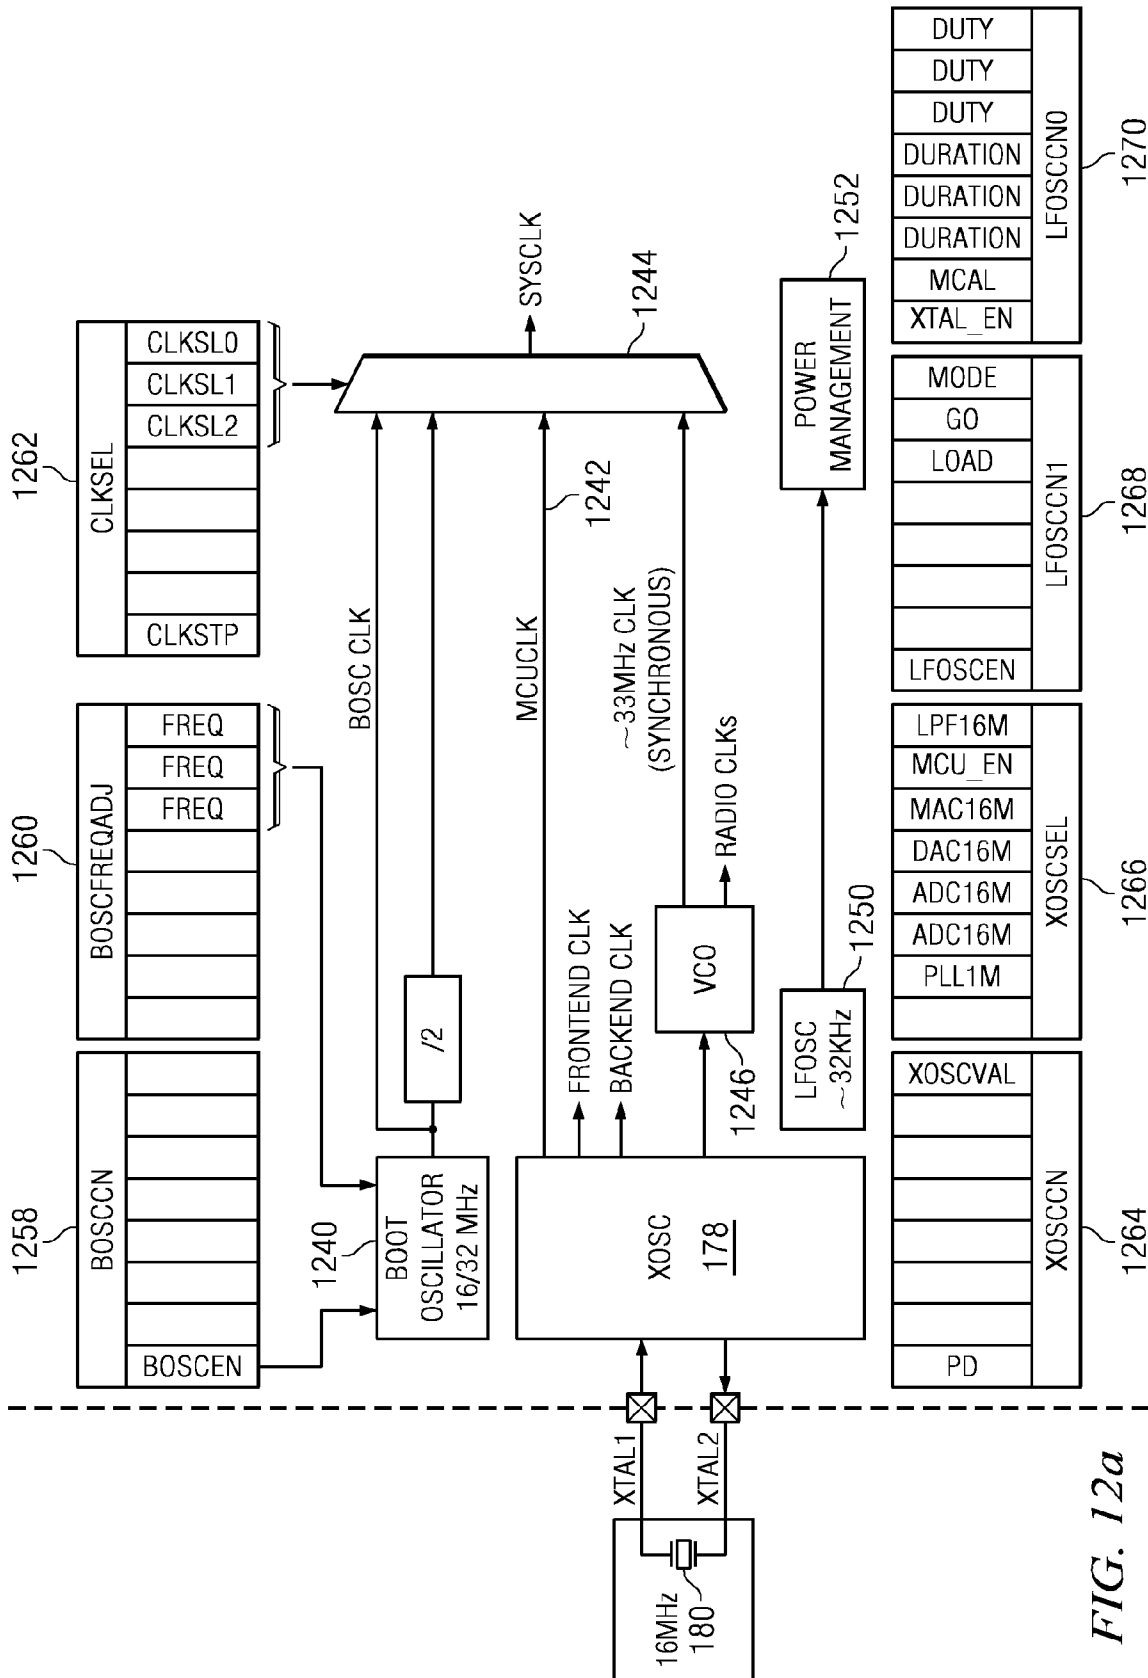 1258
BOSCCN
BOSCEN
1260
BOSCFREQADJ
FREQ
FREQ
FREQ
1262
CLKSEL
CLKSTP
CLKSL2
CLKSL1
CLKSL0
1240
BOOT
OSCILLATOR
16/32 MHz
/2
BOSC CLK
MCUCLK
1242
SYSCLK
1244
XTAL1
XTAL2
16MHz
180
XOSC
178
FRONTEND CLK
BACKEND CLK
VCO
1246
RADIO CLKs
~33MHz CLK
(SYNCHRONOUS)
LFOSC
~32KHz
1250
POWER
MANAGEMENT
1252
PD
XOSCVAL
XOSCCN
1264
PLL1M
ADC16M
ADC16M
DAC16M
MAC16M
MCU_EN
LPF16M
XOSCSEL
1266
LFOSCEN
LOAD
GO
MODE
LFOSCCN1
1268
XTAL_EN
MCAL
DURATION
DURATION
DURATION
DUTY
DUTY
DUTY
LFOSCCN0
1270
FIG. 12a